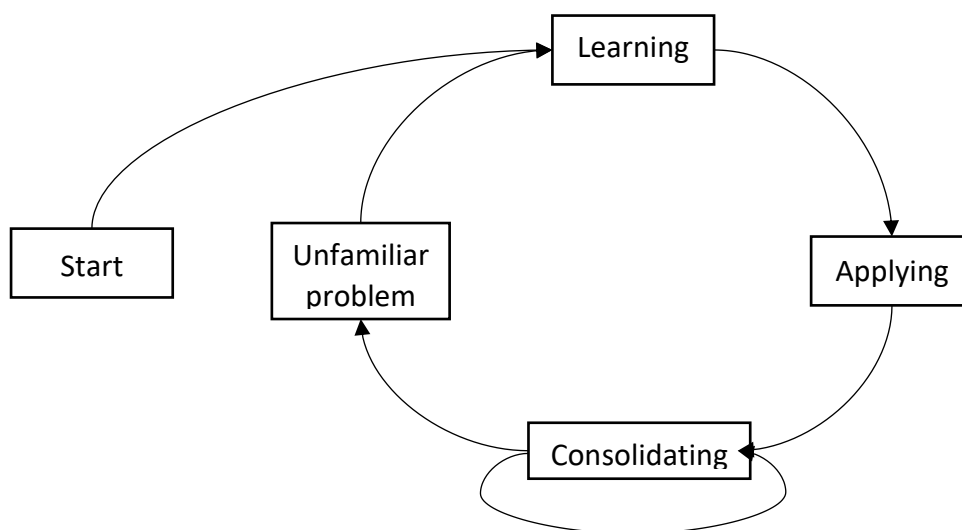 Learning
Start
Unfamiliar
problem
Applying
Consolidating